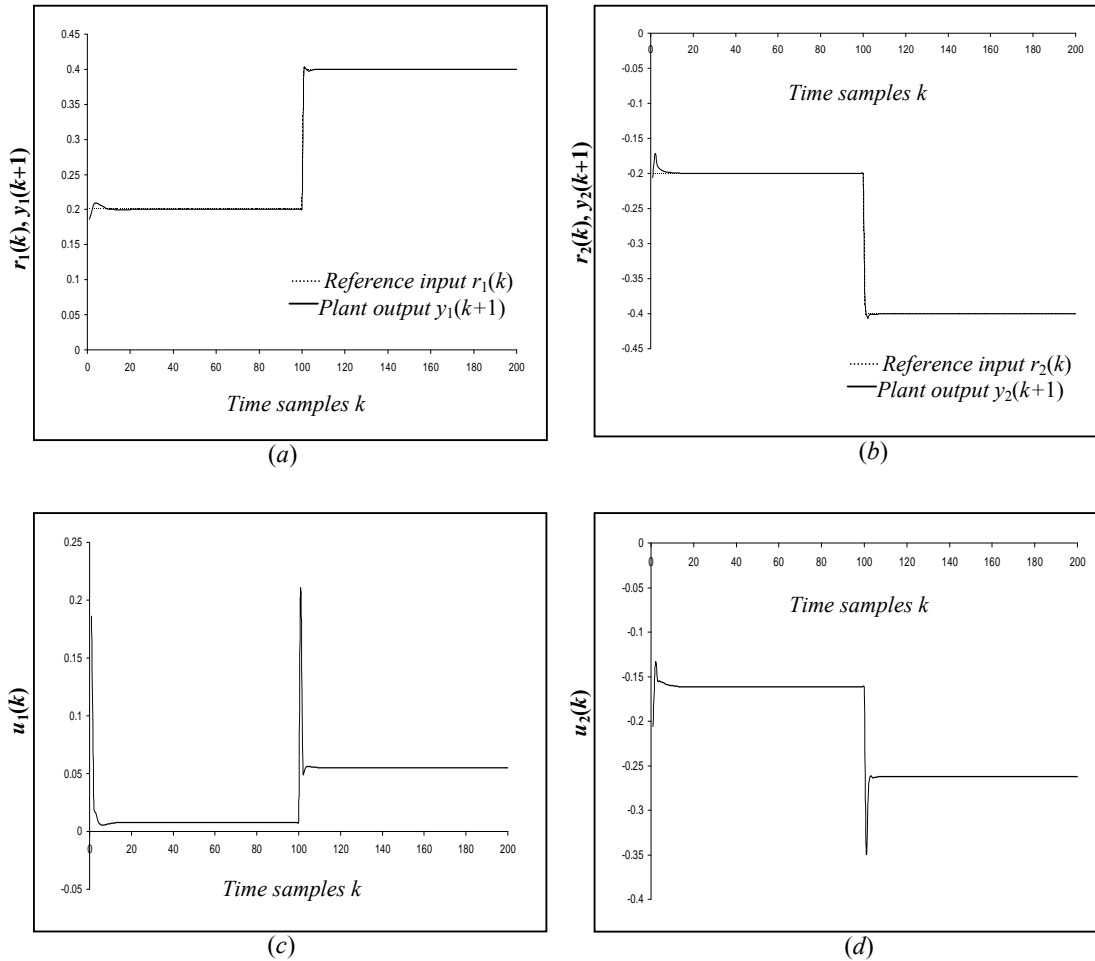 0.45
0.4
0.35
0.3
0.25
0.2
0.15
0.1
0.05
0
0 20 40 60 80 100 120 140 160 180 200
r1(k), y1(k+1)
Reference input r1(k)
Plant output y1(k+1)
Time samples k
(a)
0
-0.05
-0.1
-0.15
-0.2
-0.25
-0.3
-0.35
-0.4
-0.45
0 20 40 60 80 100 120 140 160 180 200
Time samples k
r2(k), y2(k+1)
Reference input r2(k)
Plant output y2(k+1)
(b)
0.25
0.2
0.15
0.1
0.05
0
-0.05
0 20 40 60 80 100 120 140 160 180 200
u1(k)
Time samples k
(c)
0
-0.05
-0.1
-0.15
-0.2
-0.25
-0.3
-0.35
-0.4
0 20 40 60 80 100 120 140 160 180 200
Time samples k
u2(k)
(d)